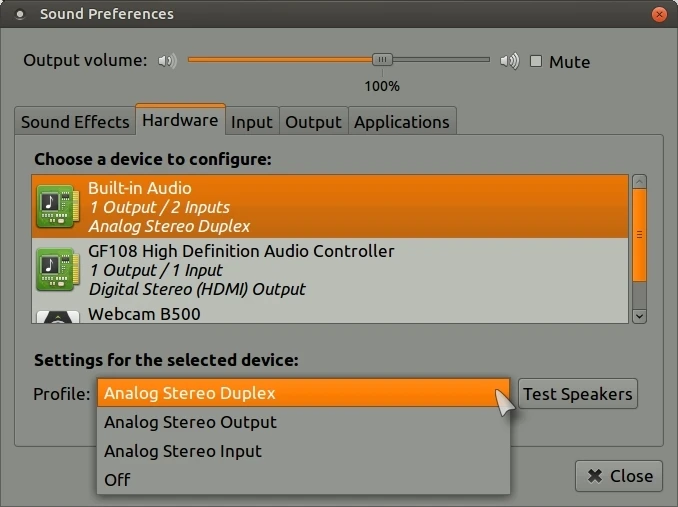 Sound Preferences
Output volume:
Mute
100%
Sound Effects Hardware Input Output Applications
Choose a device to configure:
Built-in Audio
1 Output / 2 Inputs
Analog Stereo Duplex
GF108 High Definition Audio Controller
1 Output / 1 Input
Digital Stereo (HDMI) Output
Webcam B500
Settings for the selected device:
Profile: Analog Stereo Duplex Test Speakers
Analog Stereo Output
Analog Stereo Input
Off
Close